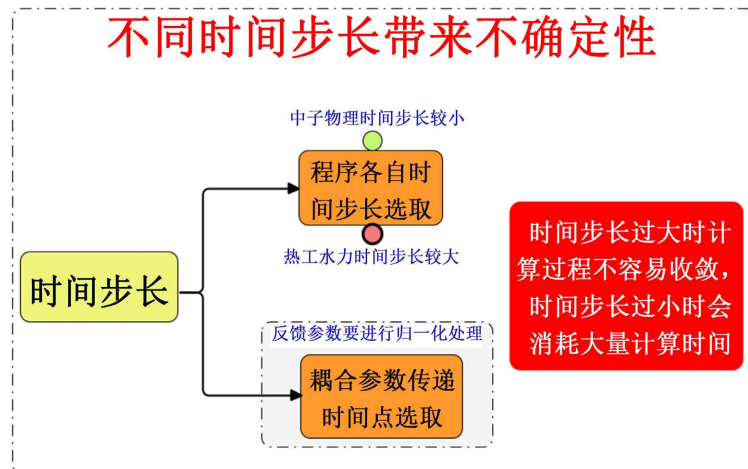 不同时间步长带来不确定性
中子物理时间步长较小
程序各自时
间步长选取
热工水力时间步长较大
时间步长
反馈参数要进行归一化处理
耦合参数传递
时间点选取
时间步长过大时计
算过程不容易收敛，
时间步长过小时会
消耗大量计算时间